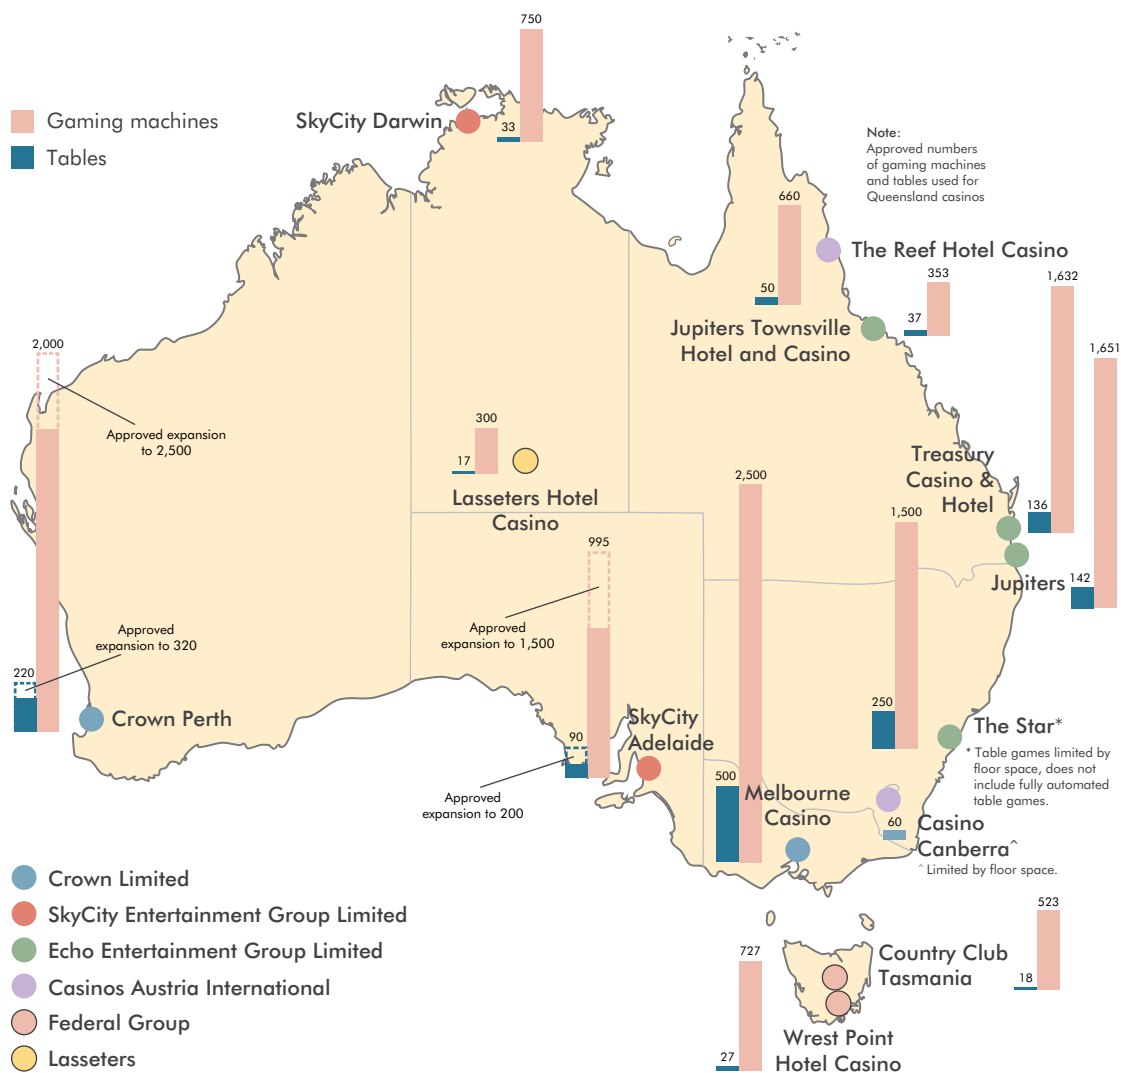 750
Gaming machines
SkyCity Darwin
33
Tables
Note:
Approved numbers
of gaming machines
and tables used for
Queensland casinos
660
The Reef Hotel Casino
353
1,632
50
37
Jupiters Townsville
Hotel and Casino
2,000
1,651
Approved expansion
to 2,500
300
17
Lasseters Hotel
Casino
Treasury
Casino &
Hotel
2,500
136
1,500
995
Jupiters
142
Approved
expansion to 320
Approved
expansion to 1,500
220
Crown Perth
250
SkyCity
Adelaide
90
The Star*
* Table games limited by
floor space, does not
include fully automated
table games.
500
Melbourne
Casino
Approved
expansion to 200
60
Casino
Canberra^
^ Limited by floor space.
Crown Limited
SkyCity Entertainment Group Limited
Echo Entertainment Group Limited
Casinos Austria International
Federal Group
Lasseters
523
727
Country Club
Tasmania
18
Wrest Point
Hotel Casino
27